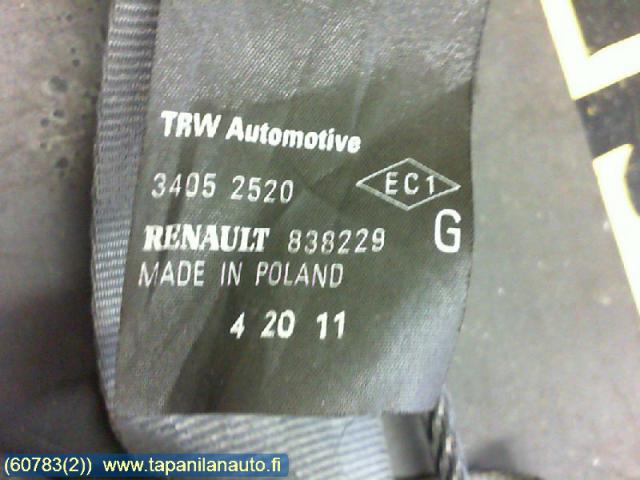 TRW Automotive
3405 2520 EC1
RENAULT 838229 G
MADE IN POLAND
4 20 11
(60783(2)) www.tapanilanauto.fi